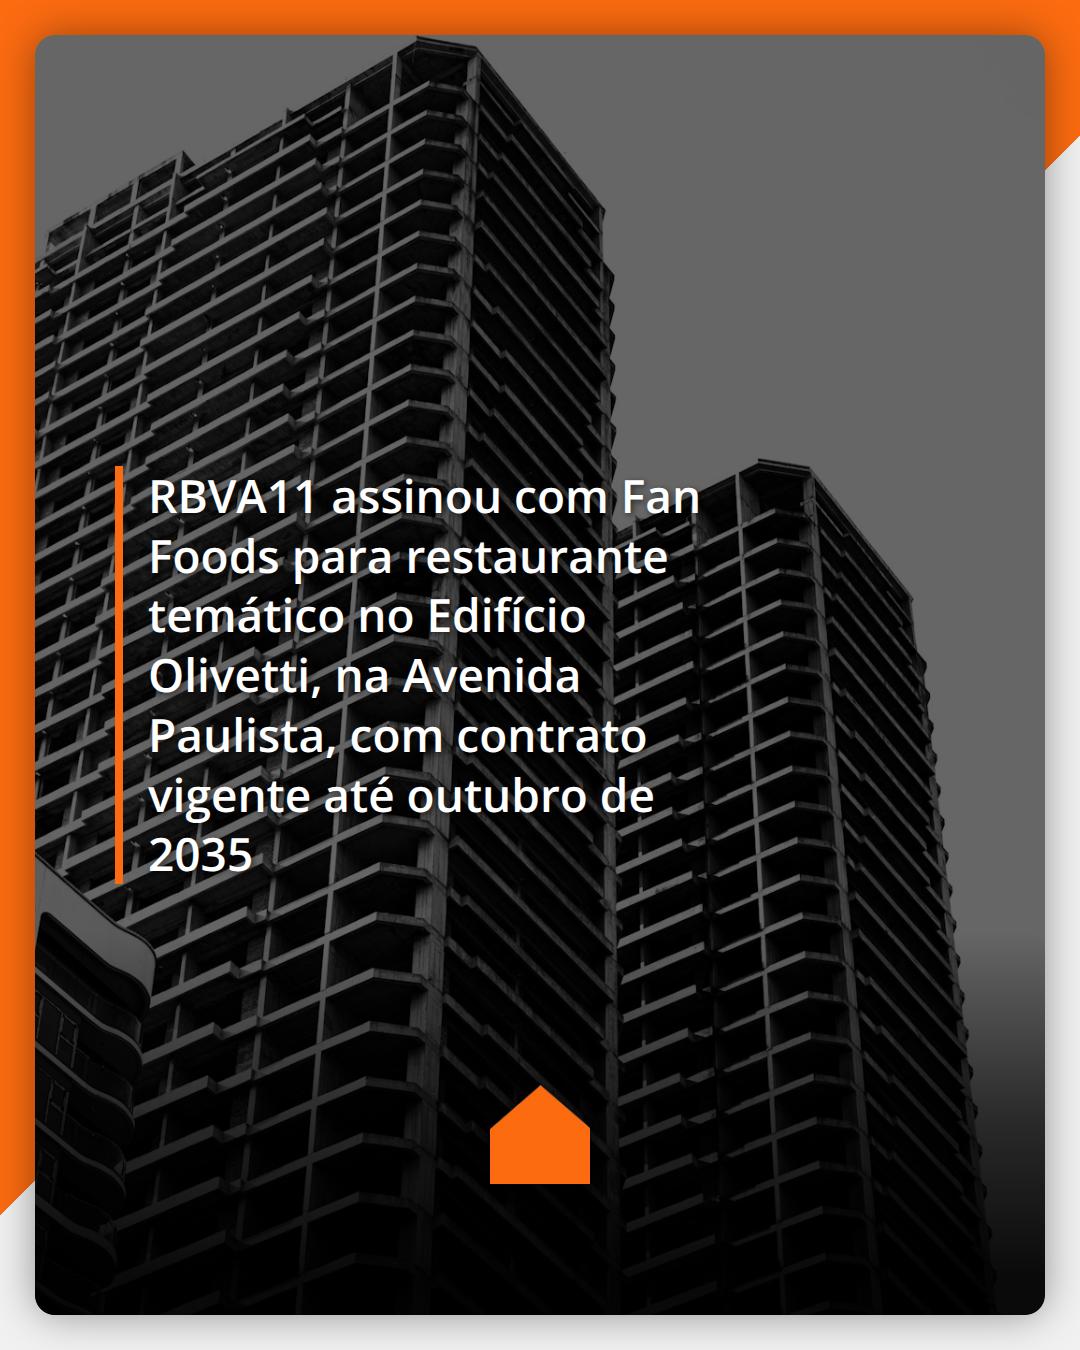 RBVA11 assinou com Fan
Foods para restaurante
temático no Edifício
Olivetti, na Avenida
Paulista, com contrato
vigente até outubro de
2035